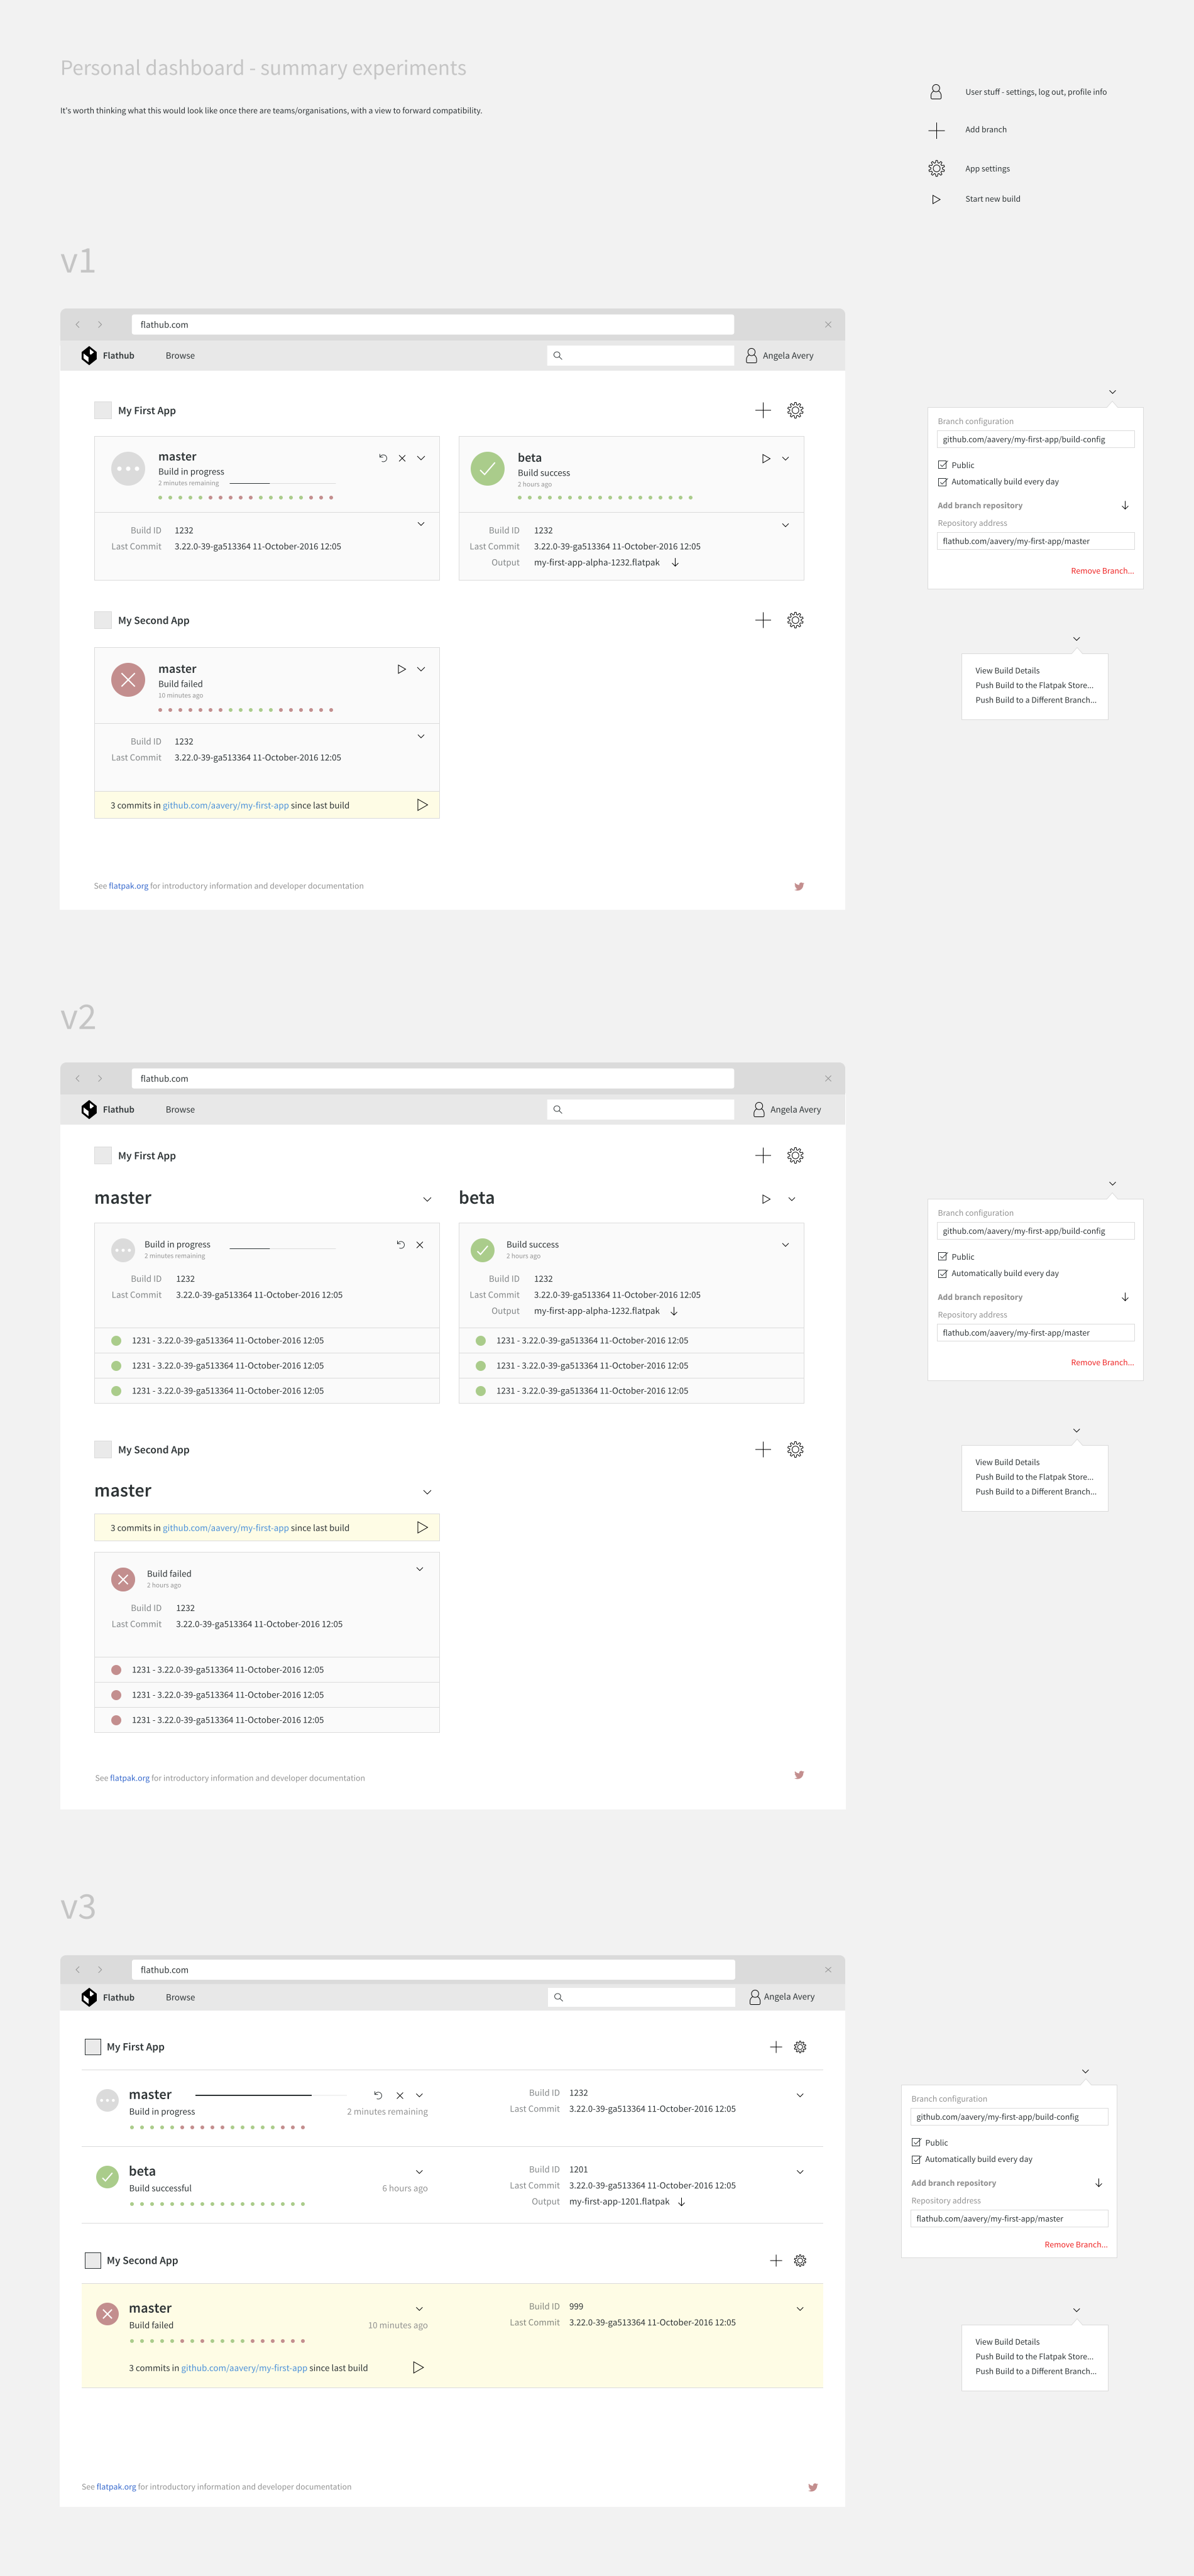 Personal dashboard - summary experiments
It's worth thinking what this would look like once there are teams/organisations, with a view to forward compatibility.
User stuff - settings, log out, profile info
Add branch
App settings
Start new build
v1
flathub.com
Flathub Browse Angela Avery
My First App
master
Build in progress
2 minutes remaining
Build ID 1232
Last Commit 3.22.0-39-ga513364 11-October-2016 12:05
beta
Build success
2 hours ago
Build ID 1232
Last Commit 3.22.0-39-ga513364 11-October-2016 12:05
Output my-first-app-alpha-1232.flatpak
My Second App
master
Build failed
10 minutes ago
Build ID 1232
Last Commit 3.22.0-39-ga513364 11-October-2016 12:05
3 commits in github.com/aavery/my-first-app since last build
See flatpak.org for introductory information and developer documentation
Branch configuration
github.com/aavery/my-first-app/build-config
Public
Automatically build every day
Add branch repository
Repository address
flathub.com/aavery/my-first-app/master
Remove Branch...
View Build Details
Push Build to the Flatpak Store...
Push Build to a Different Branch...
v2
flathub.com
Flathub Browse Angela Avery
My First App
master
Build in progress
2 minutes remaining
Build ID 1232
Last Commit 3.22.0-39-ga513364 11-October-2016 12:05
1231 - 3.22.0-39-ga513364 11-October-2016 12:05
1231 - 3.22.0-39-ga513364 11-October-2016 12:05
1231 - 3.22.0-39-ga513364 11-October-2016 12:05
beta
Build success
2 hours ago
Build ID 1232
Last Commit 3.22.0-39-ga513364 11-October-2016 12:05
Output my-first-app-alpha-1232.flatpak
1231 - 3.22.0-39-ga513364 11-October-2016 12:05
1231 - 3.22.0-39-ga513364 11-October-2016 12:05
1231 - 3.22.0-39-ga513364 11-October-2016 12:05
My Second App
master
3 commits in github.com/aavery/my-first-app since last build
Build failed
2 hours ago
Build ID 1232
Last Commit 3.22.0-39-ga513364 11-October-2016 12:05
1231 - 3.22.0-39-ga513364 11-October-2016 12:05
1231 - 3.22.0-39-ga513364 11-October-2016 12:05
1231 - 3.22.0-39-ga513364 11-October-2016 12:05
See flatpak.org for introductory information and developer documentation
Branch configuration
github.com/aavery/my-first-app/build-config
Public
Automatically build every day
Add branch repository
Repository address
flathub.com/aavery/my-first-app/master
Remove Branch...
View Build Details
Push Build to the Flatpak Store...
Push Build to a Different Branch...
v3
flathub.com
Flathub Browse Angela Avery
My First App
master
Build in progress 2 minutes remaining
Build ID 1232
Last Commit 3.22.0-39-ga513364 11-October-2016 12:05
beta
Build successful 6 hours ago
Build ID 1201
Last Commit 3.22.0-39-ga513364 11-October-2016 12:05
Output my-first-app-1201.flatpak
My Second App
master
Build failed 10 minutes ago
3 commits in github.com/aavery/my-first-app since last build
Build ID 999
Last Commit 3.22.0-39-ga513364 11-October-2016 12:05
See flatpak.org for introductory information and developer documentation
Branch configuration
github.com/aavery/my-first-app/build-config
Public
Automatically build every day
Add branch repository
Repository address
flathub.com/aavery/my-first-app/master
Remove Branch...
View Build Details
Push Build to the Flatpak Store...
Push Build to a Different Branch...